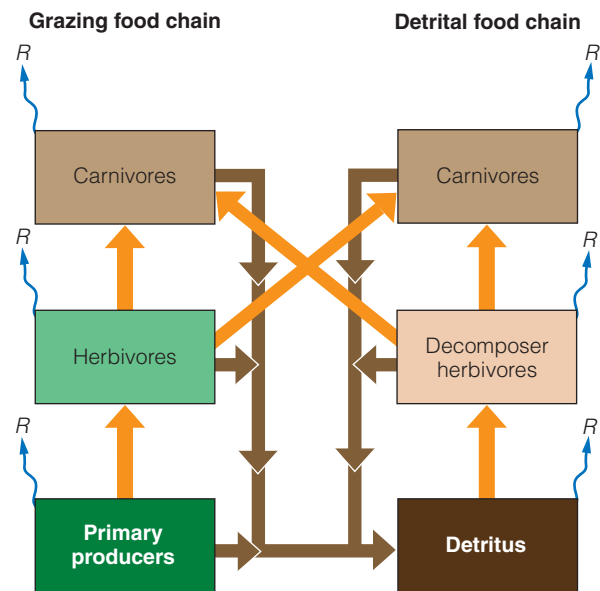 Grazing food chain
Detrital food chain
R
R
Carnivores
Carnivores
R
R
Herbivores
Decomposer
herbivores
R
R
Primary
producers
Detritus